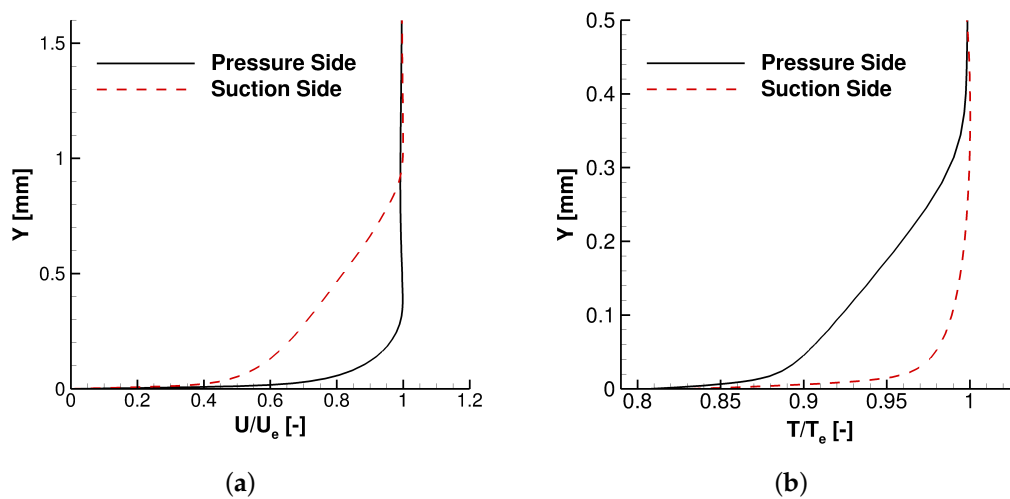 1.5
1
0.5
0
Y [mm]
Pressure Side
Suction Side
0 0.2 0.4 0.6 0.8 1 1.2
U/Ue [-]
(a)
0.5
0.4
0.3
0.2
0.1
0
Y [mm]
Pressure Side
Suction Side
0.8 0.85 0.9 0.95 1
T/Te [-]
(b)